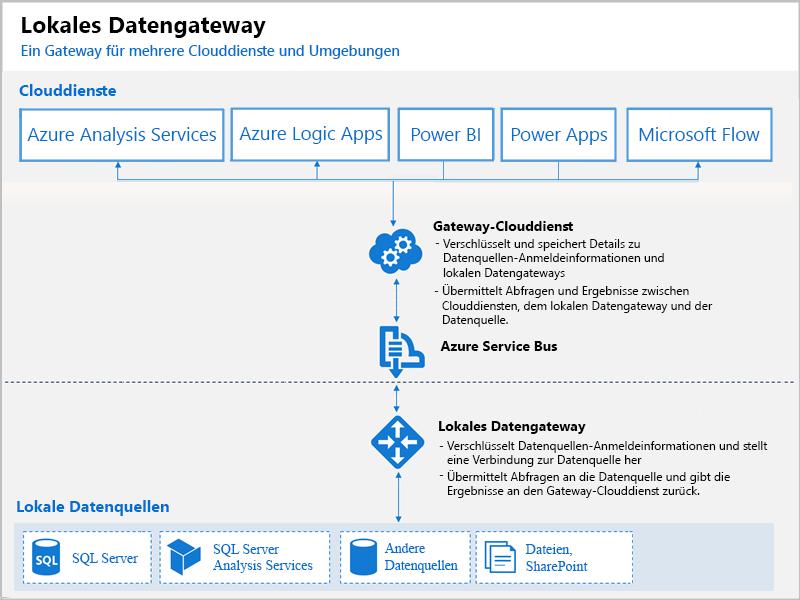 Lokales Datengateway
Ein Gateway für mehrere Clouddienste und Umgebungen
Clouddienste
Azure Analysis Services
Azure Logic Apps
Power BI
Power Apps
Microsoft Flow
Gateway-Clouddienst
- Verschlüsselt und speichert Details zu
Datenquellen-Anmeldeinformationen und
lokalen Datengateways
- Übermittelt Abfragen und Ergebnisse zwischen
Clouddiensten, dem lokalen Datengateway und der
Datenquelle.
Azure Service Bus
Lokales Datengateway
- Verschlüsselt Datenquellen-Anmeldeinformationen und stellt
eine Verbindung zur Datenquelle her
- Übermittelt Abfragen an die Datenquelle und gibt die
Ergebnisse an den Gateway-Clouddienst zurück.
Lokale Datenquellen
SQL
SQL Server
SQL Server
Analysis Services
Andere
Datenquellen
Dateien,
SharePoint